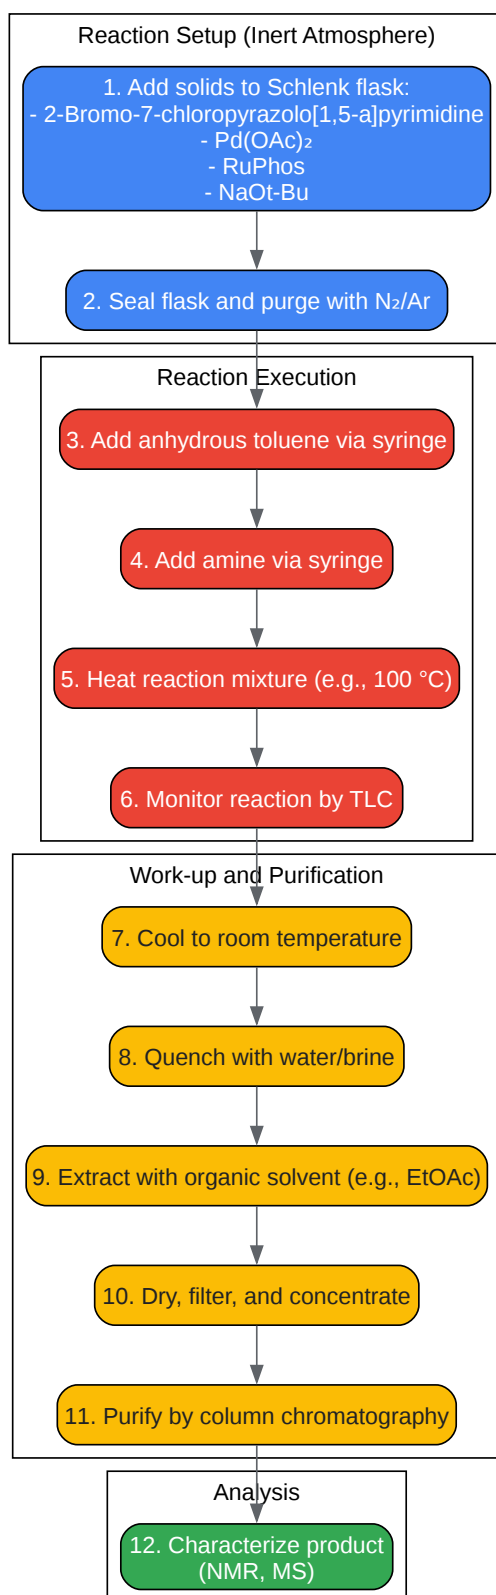 Reaction Setup (Inert Atmosphere)
1. Add solids to Schlenk flask:
- 2-Bromo-7-chloropyrazolo[1,5-a]pyrimidine
- Pd(OAc)₂
- RuPhos
- NaOt-Bu
2. Seal flask and purge with N₂/Ar
Reaction Execution
3. Add anhydrous toluene via syringe
4. Add amine via syringe
5. Heat reaction mixture (e.g., 100 °C)
6. Monitor reaction by TLC
Work-up and Purification
7. Cool to room temperature
8. Quench with water/brine
9. Extract with organic solvent (e.g., EtOAc)
10. Dry, filter, and concentrate
11. Purify by column chromatography
Analysis
12. Characterize product
(NMR, MS)